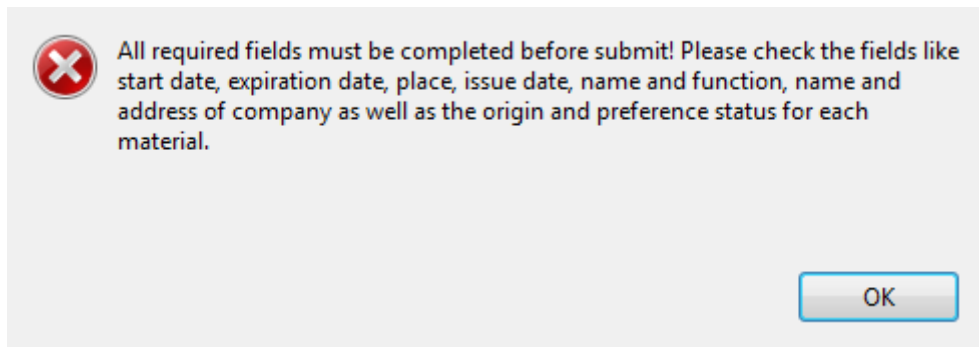 All required fields must be completed before submit! Please check the fields like
start date, expiration date, place, issue date, name and function, name and
address of company as well as the origin and preference status for each
material.
OK